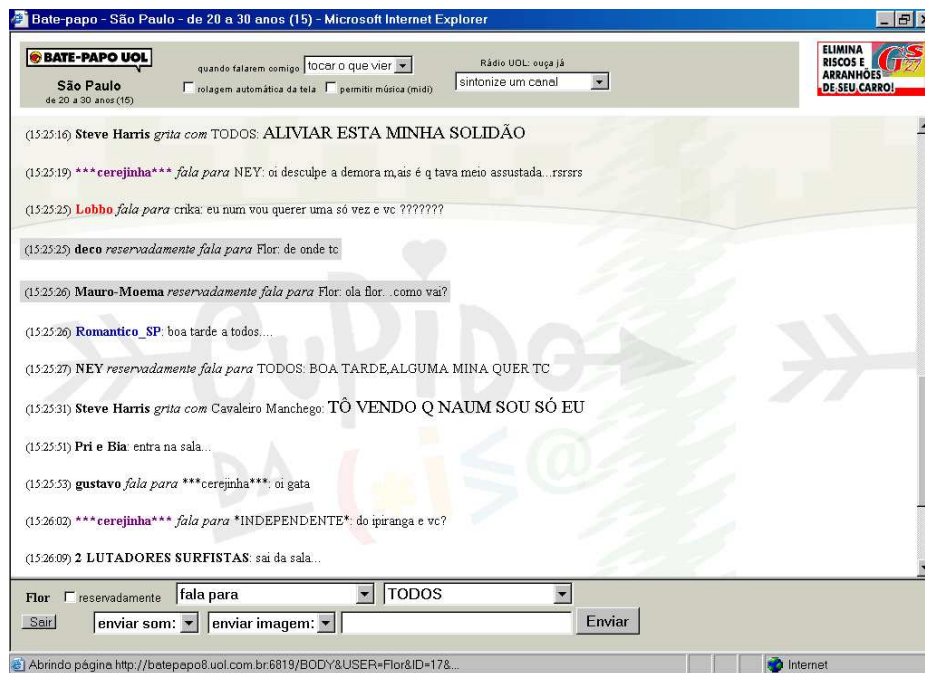 Bate-papo - São Paulo - de 20 a 30 anos (15) - Microsoft Internet Explorer
BATE-PAPO UOL
São Paulo
de 20 a 30 anos (15)
quando falarem comigo tocar o que vier
rolagem automática da tela permitir música (midi)
Rádio UOL: ouça já
sintonize um canal
ELIMINA
RISCOS E
ARRANHÕES
DE SEU CARRO!
GS27
(15:25:16) Steve Harris grita com TODOS: ALIVIAR ESTA MINHA SOLIDÃO
(15:25:19) ***cerejinha*** fala para NEY: oi desculpe a demora m,ais é q tava meio assustada...rsrsrs
(15:25:25) Lobbo fala para crika: eu num vou querer uma só vez e vc ???????
(15:25:25) deco reservadamente fala para Flor: de onde tc
(15:25:26) Mauro-Moema reservadamente fala para Flor: ola flor. ..como vai?
(15:25:26) Romantico_SP: boa tarde a todos....
(15:25:27) NEY reservadamente fala para TODOS: BOA TARDE,ALGUMA MINA QUER TC
(15:25:31) Steve Harris grita com Cavaleiro Manchego: TÔ VENDO Q NAUM SOU SÓ EU
(15:25:51) Pri e Bia: entra na sala...
(15:25:53) gustavo fala para ***cerejinha***: oi gata
(15:26:02) ***cerejinha*** fala para *INDEPENDENTE*: do ipiranga e vc?
(15:26:09) 2 LUTADORES SURFISTAS: sai da sala...
CUPIDO
DA
Flor reservadamente fala para TODOS
Sair enviar som: enviar imagem: Enviar
Abrindo página http://batepapo8.uol.com.br:6819/BODY&USER=Flor&ID=17&... Internet